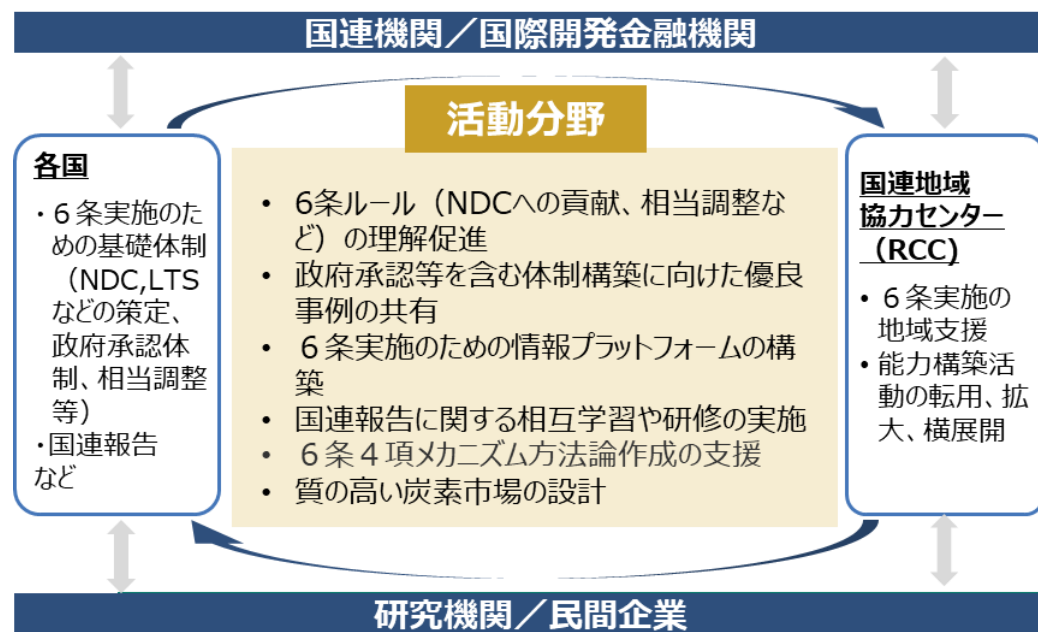 国連機関／国際開発金融機関
活動分野
各国
・６条実施のた
めの基礎体制
（NDC,LTS
などの策定、
政府承認体
制、相当調整
等）
・国連報告
など
• 6条ルール（NDCへの貢献、相当調整な
ど）の理解促進
• 政府承認等を含む体制構築に向けた優良
事例の共有
• ６条実施のための情報プラットフォームの構
築
• 国連報告に関する相互学習や研修の実施
• ６条４項メカニズム方法論作成の支援
• 質の高い炭素市場の設計
国連地域
協力センター
（RCC)
• ６条実施の
地域支援
• 能力構築活
動の転用、拡
大、横展開
研究機関／民間企業